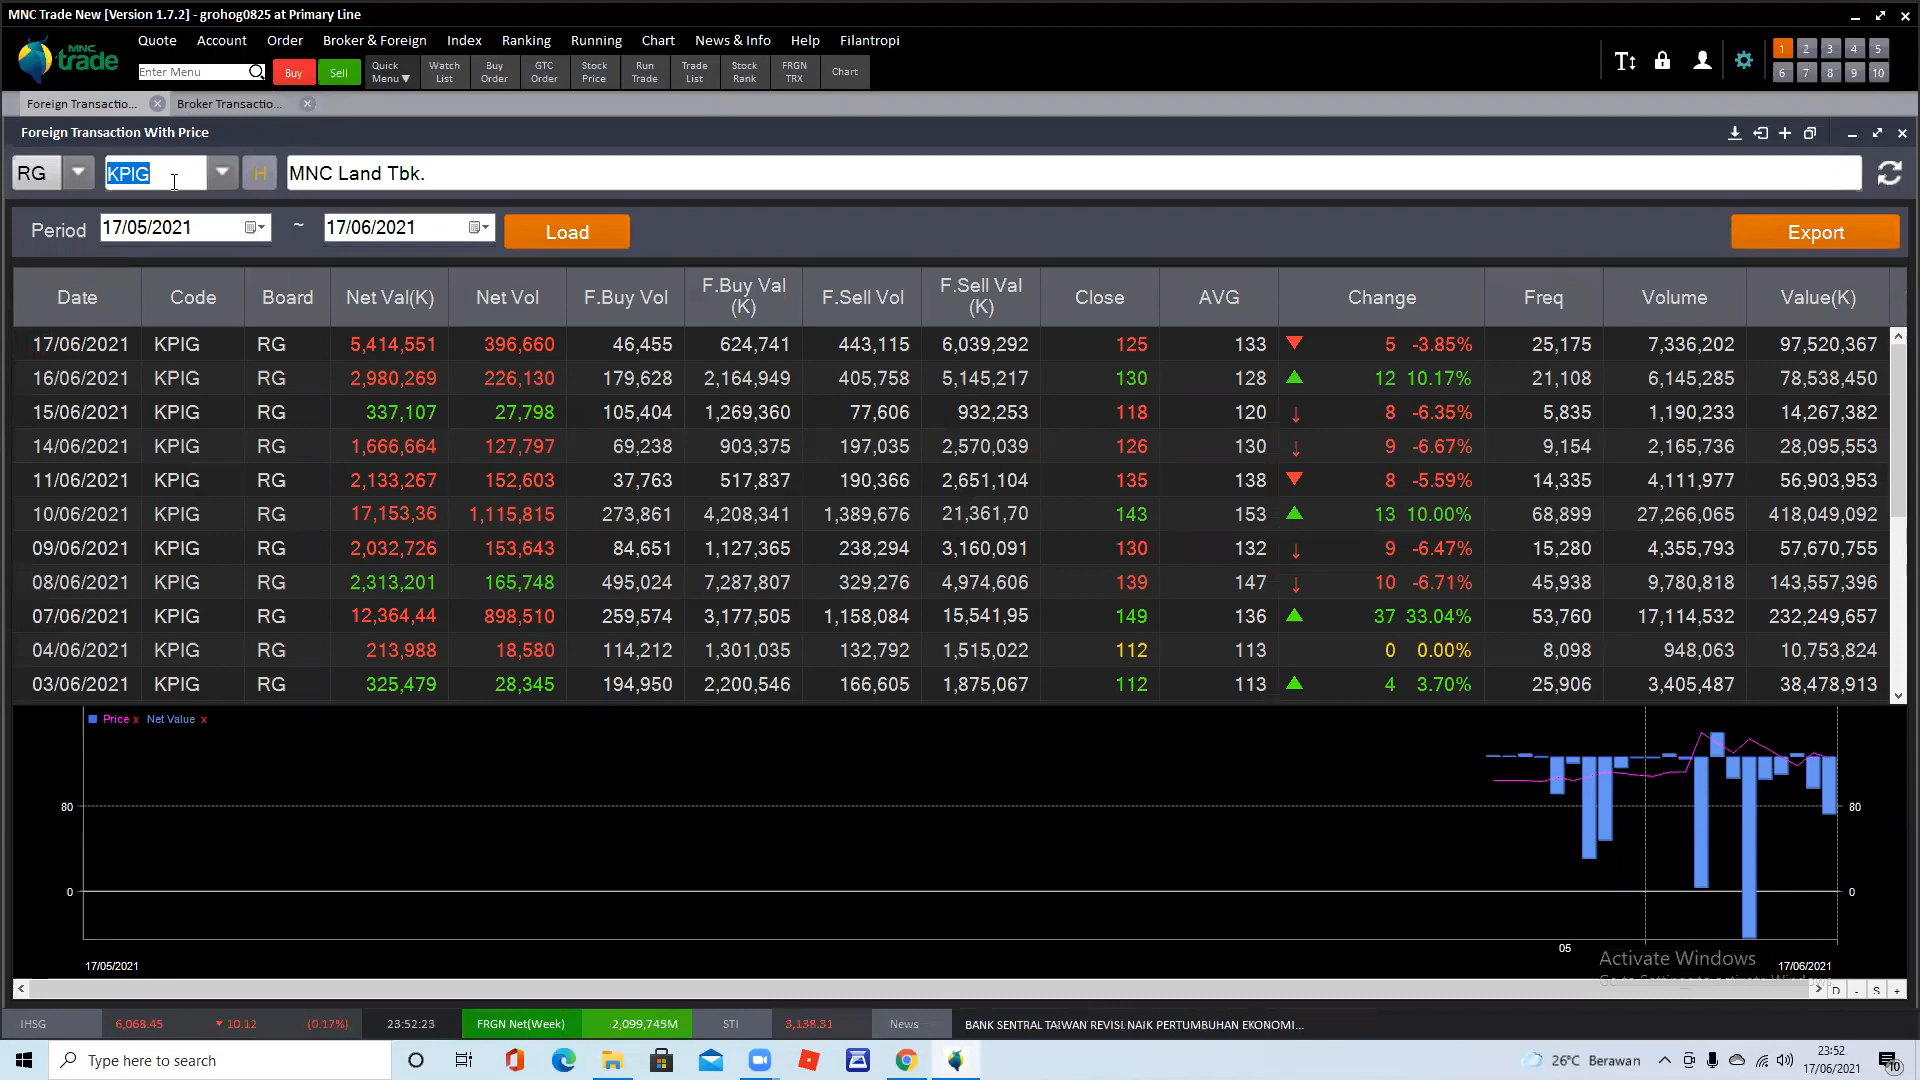 MNC Trade New [Version 1.7.2] - grohog0825 at Primary Line
MNC trade
Quote Account Order Broker & Foreign Index Ranking Running Chart News & Info Help Filantropi
Enter Menu Buy Sell Quick Menu ▼ Watch List Buy Order GTC Order Stock Price Run Trade Trade List Stock Rank FRGN TRX Chart
1 2 3 4 5
6 7 8 9 10
Foreign Transactio... Broker Transactio...
Foreign Transaction With Price
RG KPIG H MNC Land Tbk.
Period 17/05/2021 ~ 17/06/2021 Load Export
Date Code Board Net Val(K) Net Vol F.Buy Vol F.Buy Val (K) F.Sell Vol F.Sell Val (K) Close AVG Change Freq Volume Value(K)
17/06/2021 KPIG RG 5,414,551 396,660 46,455 624,741 443,115 6,039,292 125 133 ▼ 5 -3.85% 25,175 7,336,202 97,520,367
16/06/2021 KPIG RG 2,980,269 226,130 179,628 2,164,949 405,758 5,145,217 130 128 ▲ 12 10.17% 21,108 6,145,285 78,538,450
15/06/2021 KPIG RG 337,107 27,798 105,404 1,269,360 77,606 932,253 118 120 ↓ 8 -6.35% 5,835 1,190,233 14,267,382
14/06/2021 KPIG RG 1,666,664 127,797 69,238 903,375 197,035 2,570,039 126 130 ↓ 9 -6.67% 9,154 2,165,736 28,095,553
11/06/2021 KPIG RG 2,133,267 152,603 37,763 517,837 190,366 2,651,104 135 138 ▼ 8 -5.59% 14,335 4,111,977 56,903,953
10/06/2021 KPIG RG 17,153,36 1,115,815 273,861 4,208,341 1,389,676 21,361,70 143 153 ▲ 13 10.00% 68,899 27,266,065 418,049,092
09/06/2021 KPIG RG 2,032,726 153,643 84,651 1,127,365 238,294 3,160,091 130 132 ↓ 9 -6.47% 15,280 4,355,793 57,670,755
08/06/2021 KPIG RG 2,313,201 165,748 495,024 7,287,807 329,276 4,974,606 139 147 ↓ 10 -6.71% 45,938 9,780,818 143,557,396
07/06/2021 KPIG RG 12,364,44 898,510 259,574 3,177,505 1,158,084 15,541,95 149 136 ▲ 37 33.04% 53,760 17,114,532 232,249,657
04/06/2021 KPIG RG 213,988 18,580 114,212 1,301,035 132,792 1,515,022 112 113 0 0.00% 8,098 948,063 10,753,824
03/06/2021 KPIG RG 325,479 28,345 194,950 2,200,546 166,605 1,875,067 112 113 ▲ 4 3.70% 25,906 3,405,487 38,478,913
Price x Net Value x
80 80
0 0
05
Activate Windows
17/05/2021 17/06/2021
D - S +
IHSG 6,068.45 ▼ 10.12 (0.17%) 23:52:23 FRGN Net(Week) 2,099,745M STI 3,138.31 News BANK SENTRAL TAIWAN REVISI NAIK PERTUMBUHAN EKONOMI...
Type here to search 26°C Berawan 23:52
17/06/2021 10